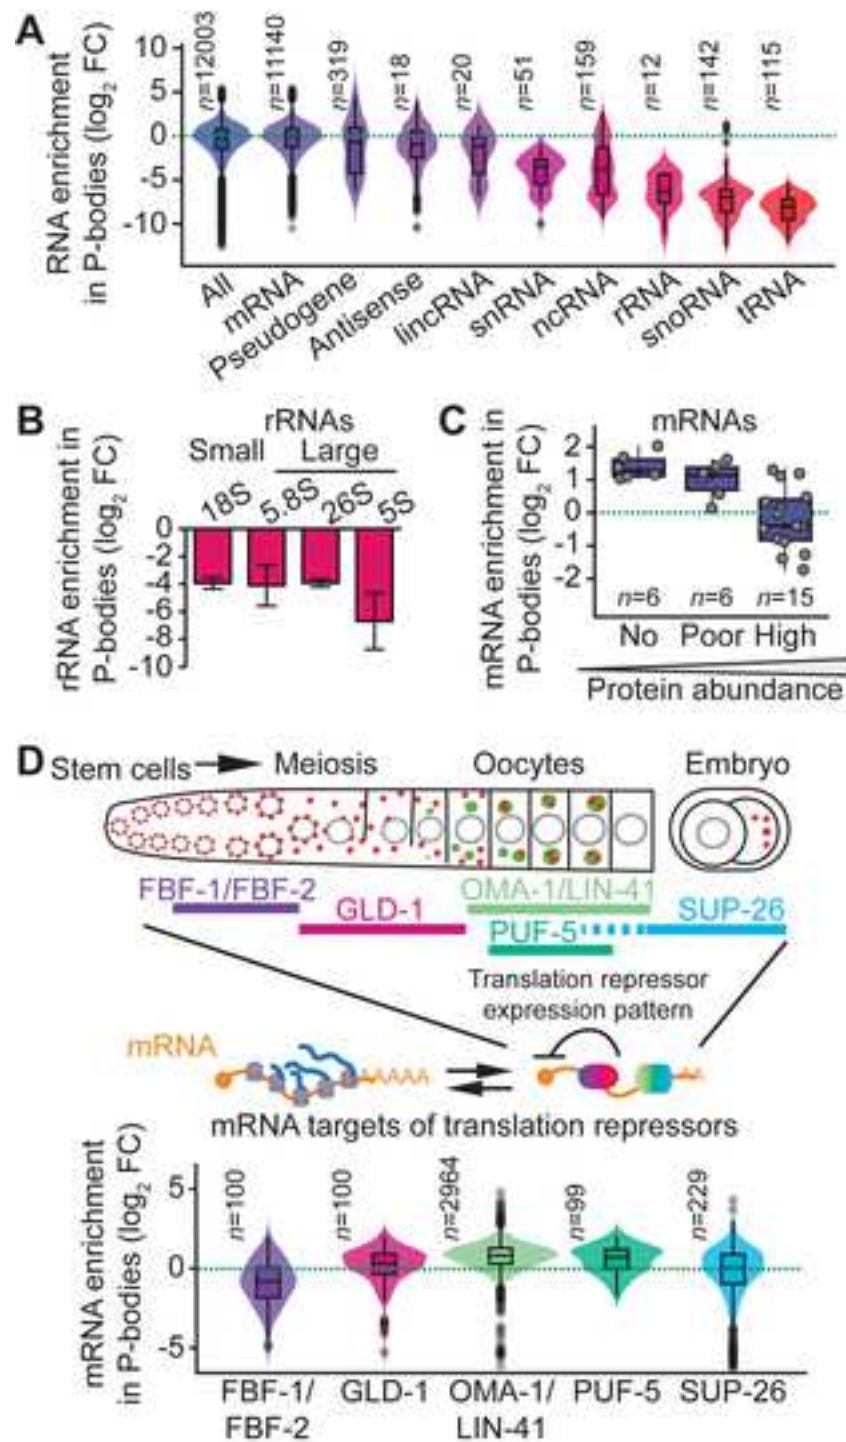 A
RNA enrichment
in P-bodies (log2 FC)
10
5
0
-5
-10
n=12003
n=11140
n=319
n=18
n=20
n=51
n=159
n=12
n=142
n=115
All
mRNA
Pseudogene
Antisense
lincRNA
snRNA
ncRNA
rRNA
snoRNA
tRNA
B
rRNAs
Small
Large
18S
5.8S
26S
5S
rRNA enrichment in
P-bodies (log2 FC)
0
-2
-4
-6
-8
-10
C
mRNAs
mRNA enrichment in
P-bodies (log2 FC)
2
1
0
-1
-2
n=6
n=6
n=15
No
Poor
High
Protein abundance
D
Stem cells
Meiosis
Oocytes
Embryo
FBF-1/FBF-2
OMA-1/LIN-41
GLD-1
SUP-26
PUF-5
Translation repressor
expression pattern
mRNA
AAAAA
AA
mRNA targets of translation repressors
mRNA enrichment
in P-bodies (log2 FC)
5
0
-5
n=100
n=100
n=2964
n=99
n=229
FBF-1/
FBF-2
GLD-1
OMA-1/
LIN-41
PUF-5
SUP-26